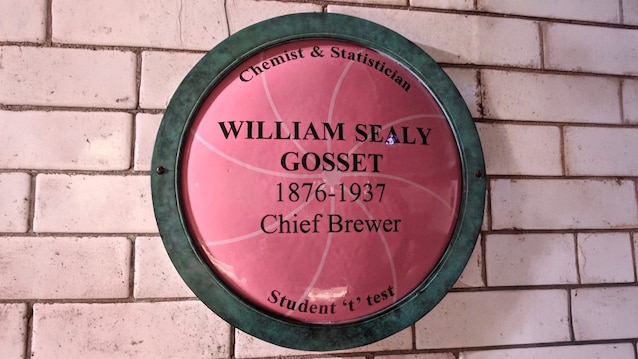 Chemist & Statistician
WILLIAM SEALY
GOSSET
1876-1937
Chief Brewer
Student 't' test